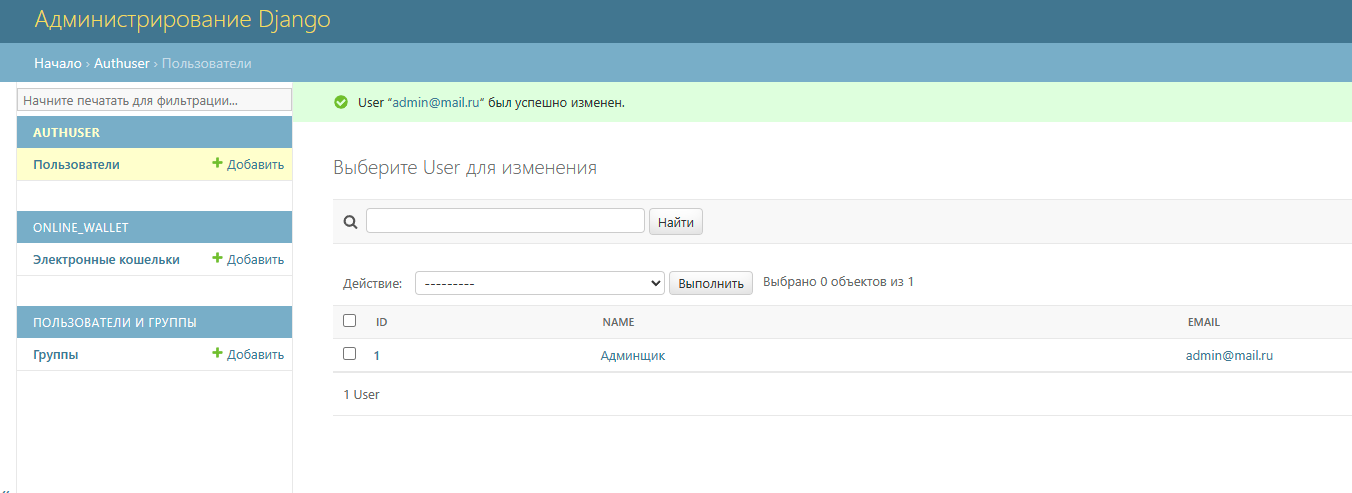 Администрирование Django
Начало › Authuser › Пользователи
Начните печатать для фильтрации...
AUTHUSER
Пользователи + Добавить
ONLINE_WALLET
Электронные кошельки + Добавить
ПОЛЬЗОВАТЕЛИ И ГРУППЫ
Группы + Добавить
«
User “admin@mail.ru” был успешно изменен.
Выберите User для изменения
Найти
Действие: --------- Выполнить Выбрано 0 объектов из 1
ID NAME EMAIL
1 Админщик admin@mail.ru
1 User